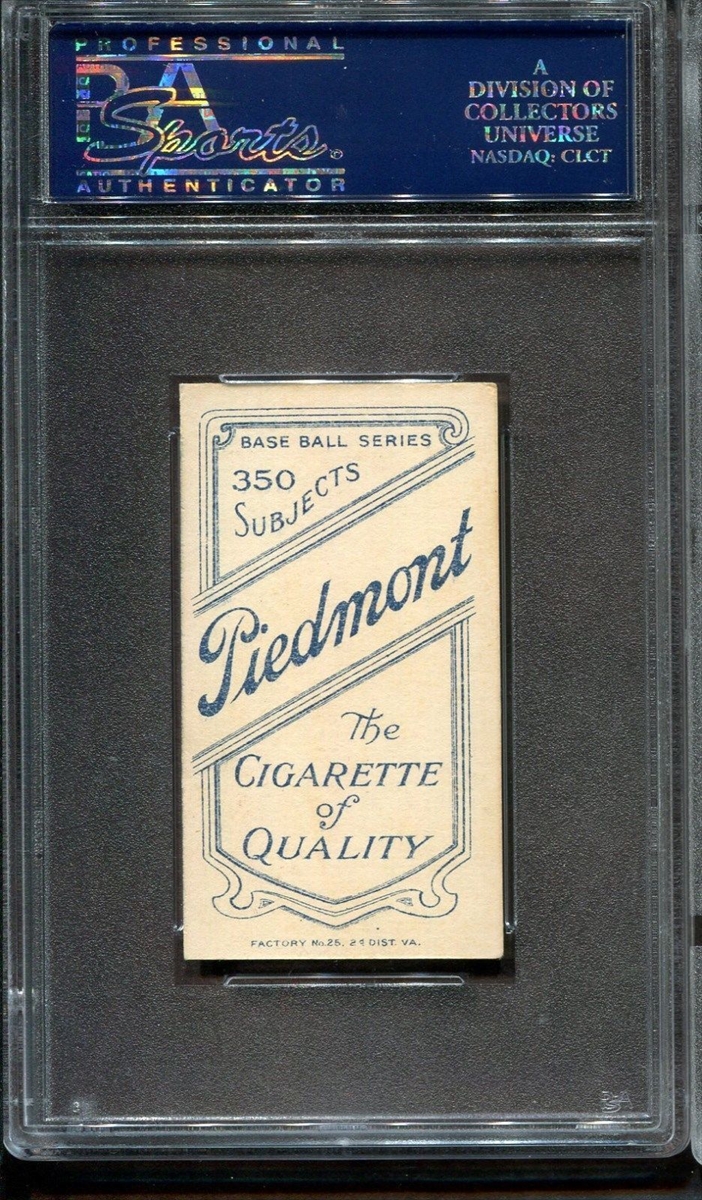 PROFESSIONAL
PSA
Sports
AUTHENTICATOR
A
DIVISION OF
COLLECTORS
UNIVERSE
NASDAQ: CLCT
BASE BALL SERIES
350
SUBJECTS
Piedmont
The
CIGARETTE
of
QUALITY
FACTORY No. 25, 2d DIST. VA.
PSA